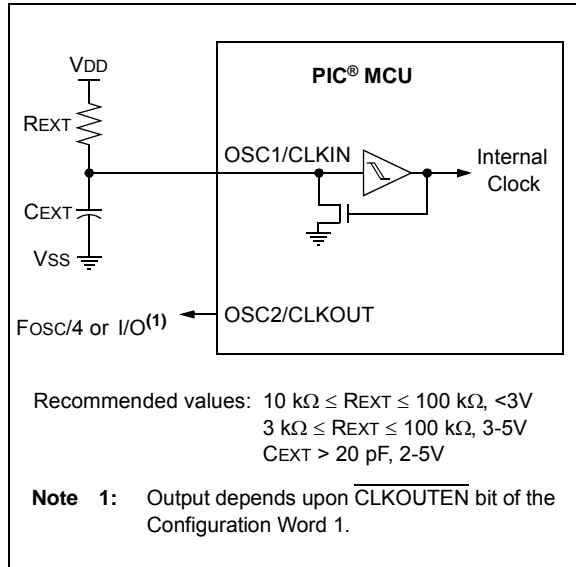 VDD
PIC® MCU
REXT
OSC1/CLKIN
Internal
Clock
CEXT
VSS
OSC2/CLKOUT
FOSC/4 or I/O(1)
Recommended values: 10 kΩ ≤ REXT ≤ 100 kΩ, <3V
3 kΩ ≤ REXT ≤ 100 kΩ, 3-5V
CEXT > 20 pF, 2-5V
Note 1: Output depends upon C̅L̅K̅O̅U̅T̅E̅N̅ bit of the
Configuration Word 1.